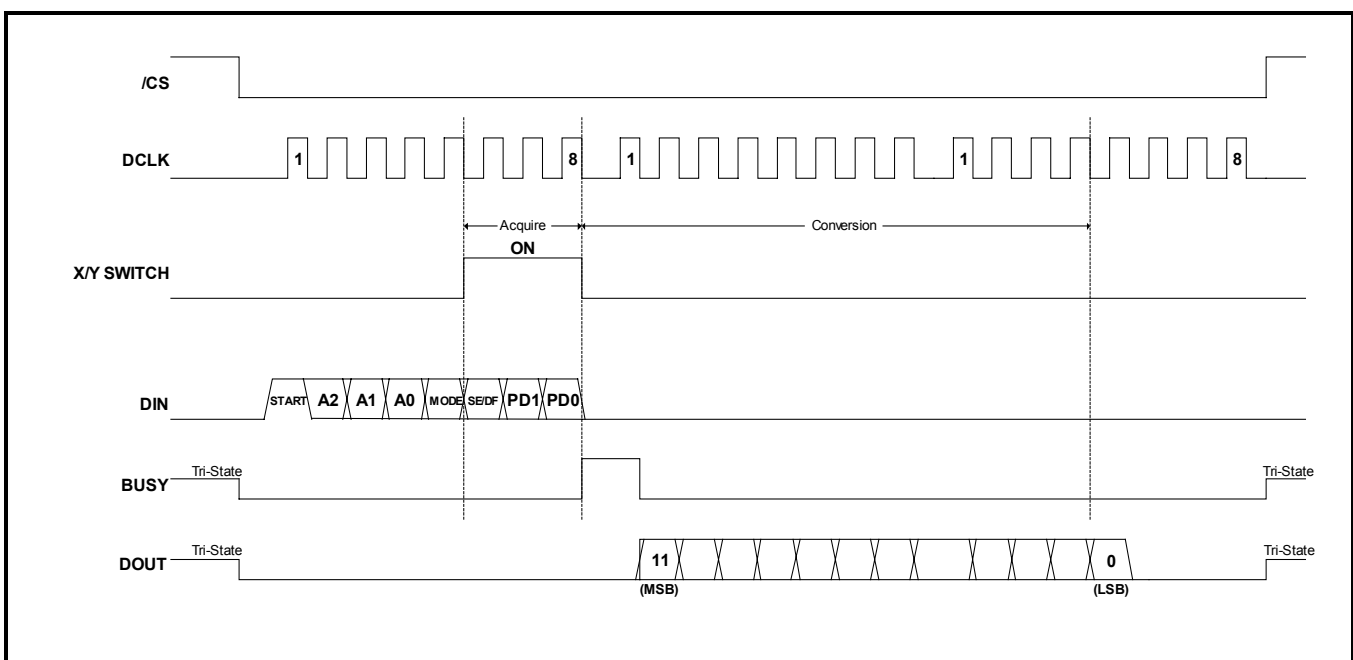 /CS
DCLK 1 8 1 1 8
Acquire Conversion
ON
X/Y SWITCH
DIN START A2 A1 A0 MODE SE/DF PD1 PD0
BUSY Tri-State Tri-State
DOUT Tri-State 11 0 Tri-State
(MSB) (LSB)